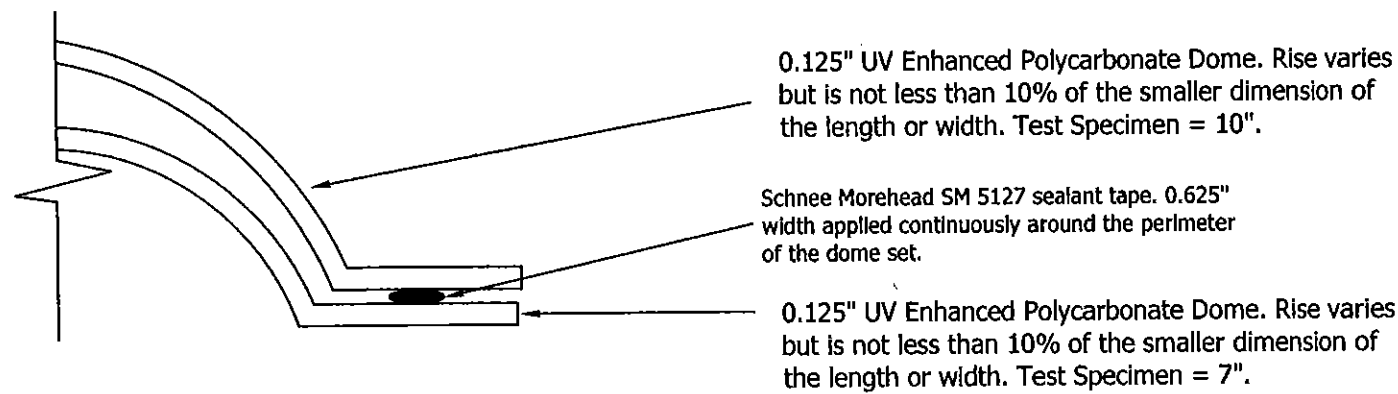 0.125" UV Enhanced Polycarbonate Dome. Rise varies
but is not less than 10% of the smaller dimension of
the length or width. Test Specimen = 10".
Schnee Morehead SM 5127 sealant tape. 0.625"
width applied continuously around the perimeter
of the dome set.
0.125" UV Enhanced Polycarbonate Dome. Rise varies
but is not less than 10% of the smaller dimension of
the length or width. Test Specimen = 7".